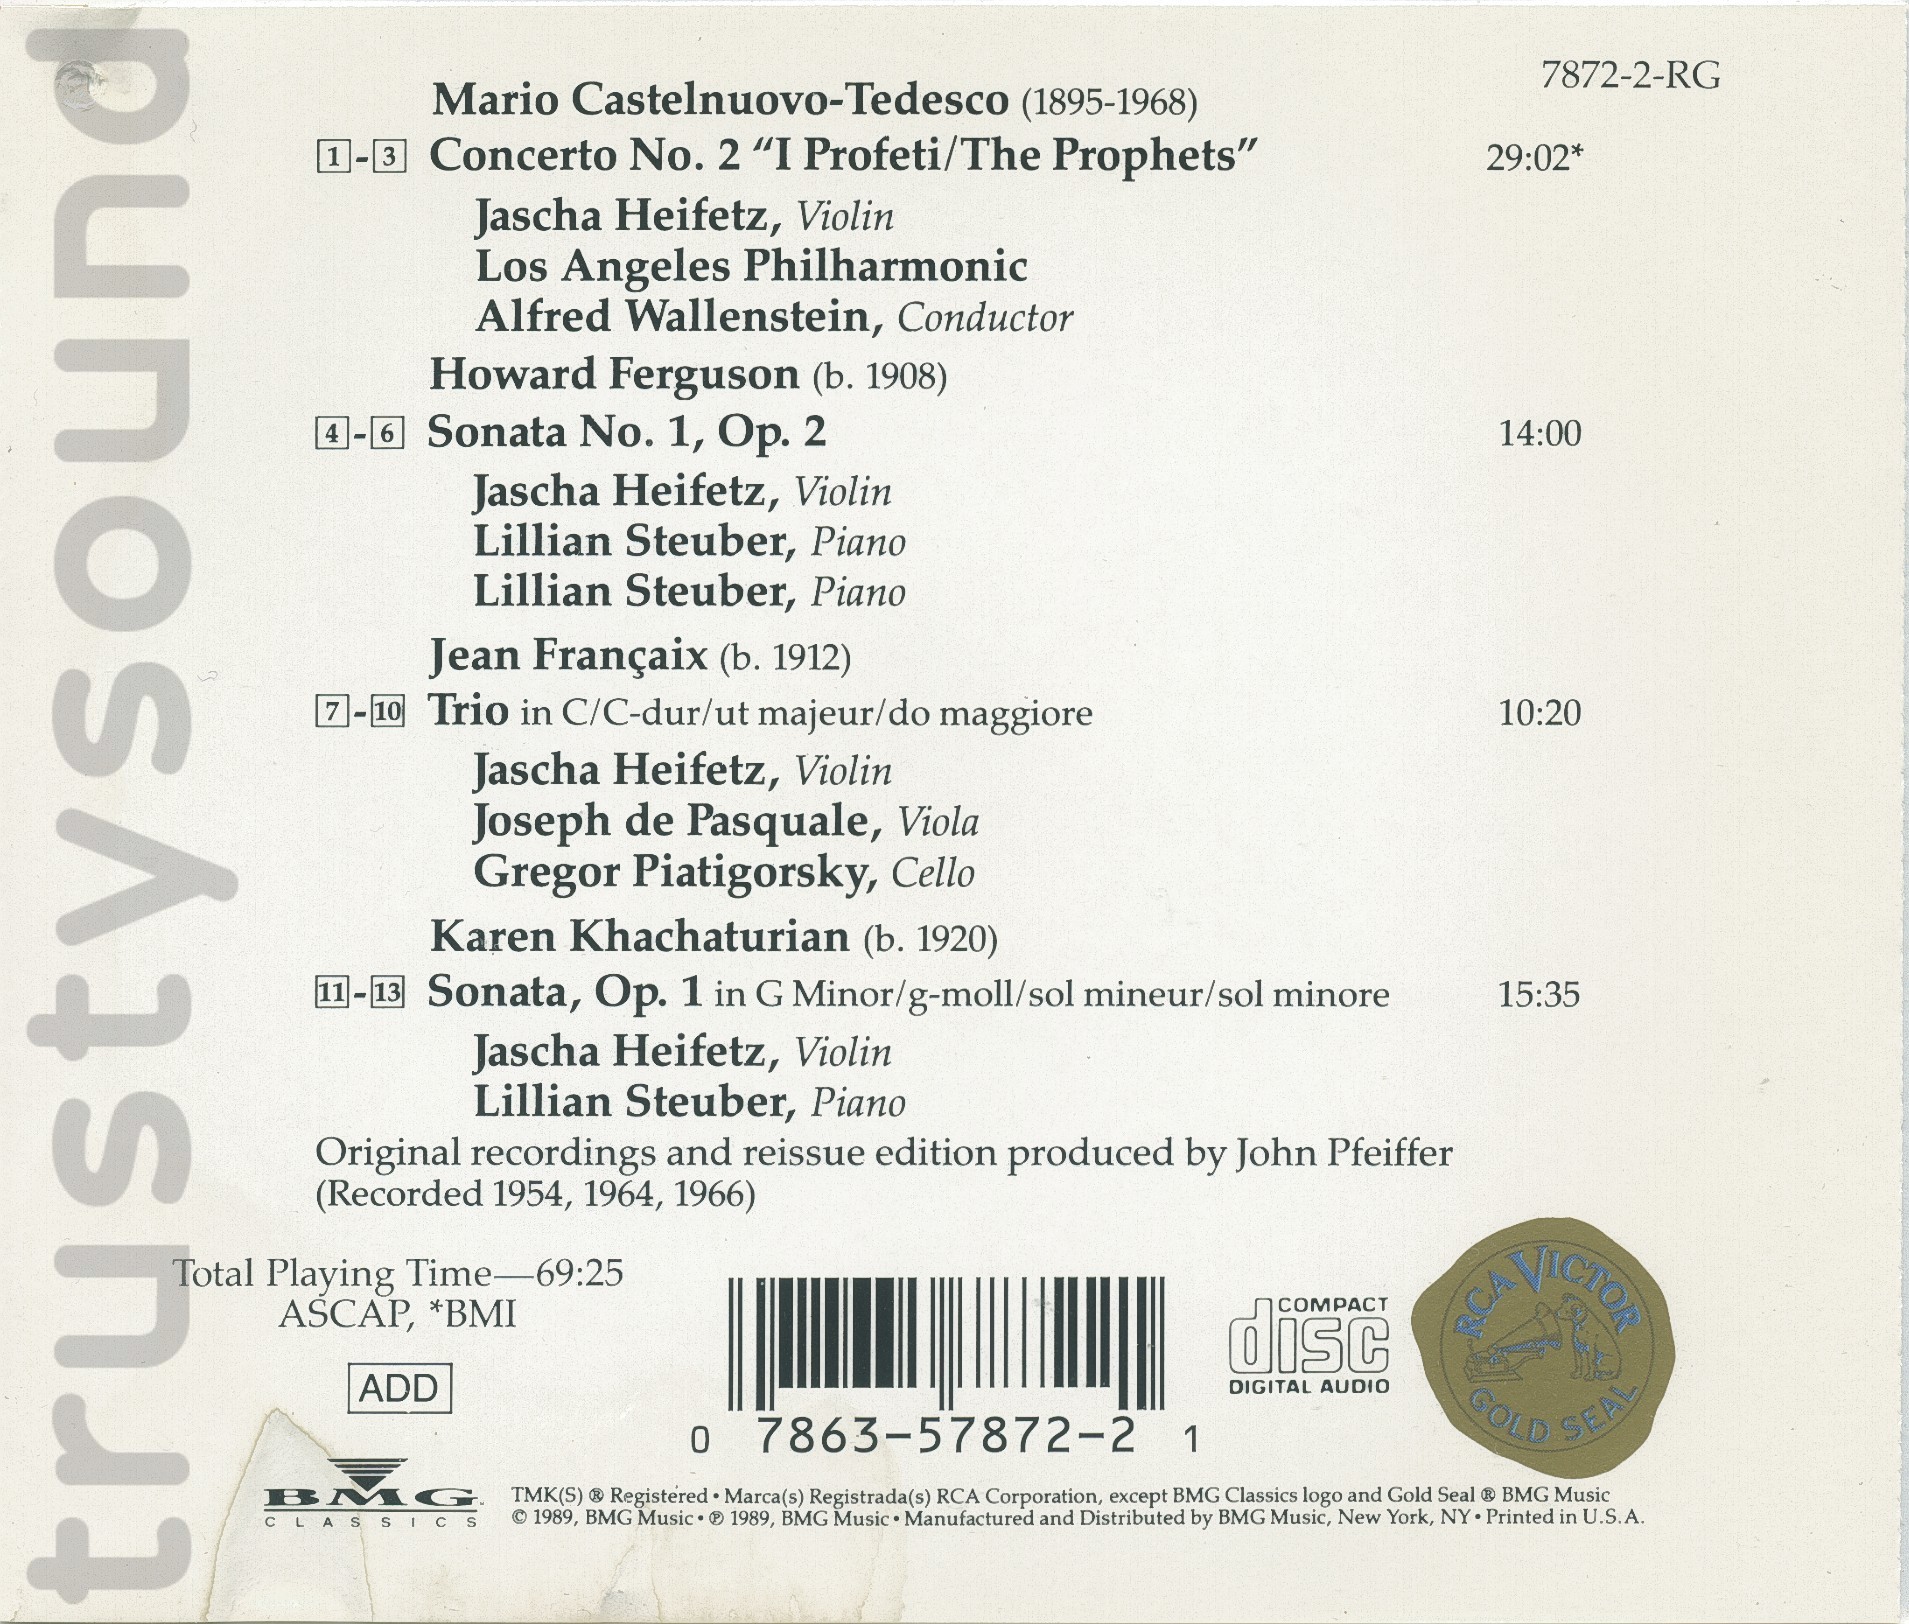 7872-2-RG
Mario Castelnuovo-Tedesco (1895-1968)
1-3 Concerto No. 2 “I Profeti/The Prophets” 29:02*
Jascha Heifetz, Violin
Los Angeles Philharmonic
Alfred Wallenstein, Conductor
Howard Ferguson (b. 1908)
4-6 Sonata No. 1, Op. 2 14:00
Jascha Heifetz, Violin
Lillian Steuber, Piano
Lillian Steuber, Piano
Jean Françaix (b. 1912)
7-10 Trio in C/C-dur/ut majeur/do maggiore 10:20
Jascha Heifetz, Violin
Joseph de Pasquale, Viola
Gregor Piatigorsky, Cello
Karen Khachaturian (b. 1920)
11-13 Sonata, Op. 1 in G Minor/g-moll/sol mineur/sol minore 15:35
Jascha Heifetz, Violin
Lillian Steuber, Piano
Original recordings and reissue edition produced by John Pfeiffer
(Recorded 1954, 1964, 1966)
Total Playing Time—69:25
ASCAP, *BMI
ADD
0 7863-57872-2 1
COMPACT
disc
DIGITAL AUDIO
RCA VICTOR
GOLD SEAL
BMG
CLASSICS
TMK(S) ® Registered • Marca(s) Registrada(s) RCA Corporation, except BMG Classics logo and Gold Seal ® BMG Music
© 1989, BMG Music • ℗ 1989, BMG Music • Manufactured and Distributed by BMG Music, New York, NY • Printed in U.S.A.
trustysound